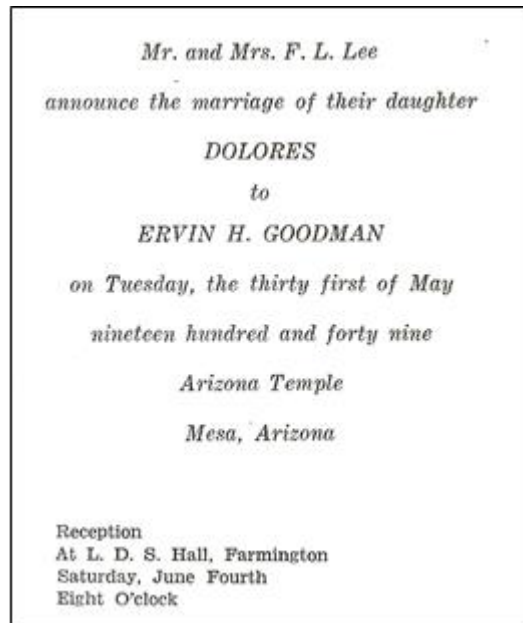 Mr. and Mrs. F. L. Lee
announce the marriage of their daughter
DOLORES
to
ERVIN H. GOODMAN
on Tuesday, the thirty first of May
nineteen hundred and forty nine
Arizona Temple
Mesa, Arizona
Reception
At L. D. S. Hall, Farmington
Saturday, June Fourth
Eight O'clock